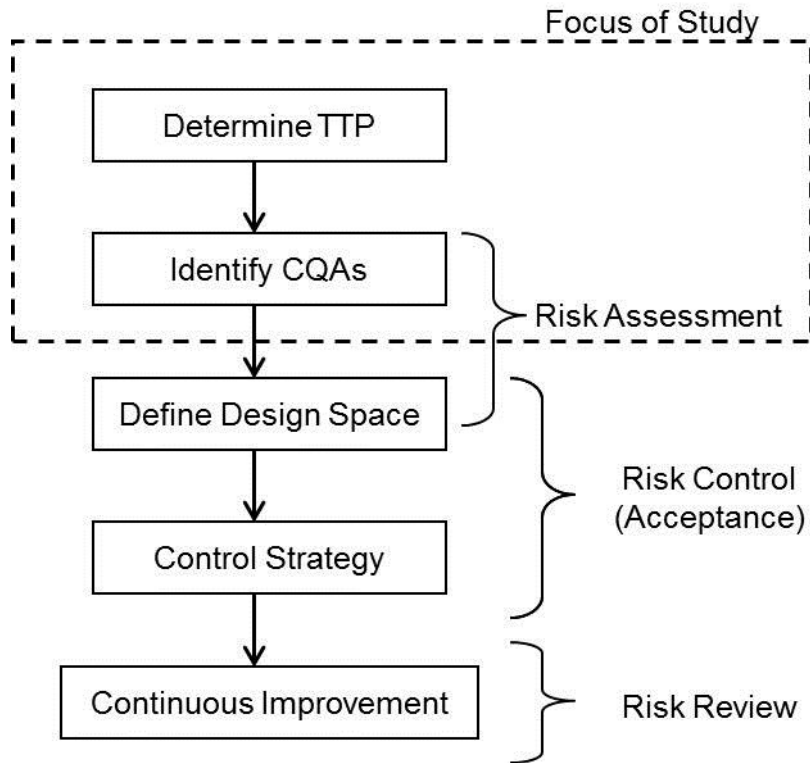 Focus of Study
Determine TTP
Identify CQAs
Risk Assessment
Define Design Space
Risk Control
(Acceptance)
Control Strategy
Continuous Improvement
Risk Review